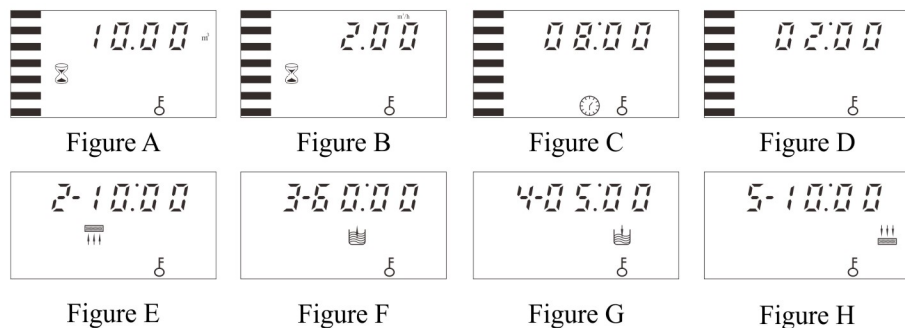 10.00 m³
m³/h
2.00
08:00
02:00
Figure A
Figure B
Figure C
Figure D
2-10:00
3-60:00
4-05:00
5-10:00
Figure E
Figure F
Figure G
Figure H